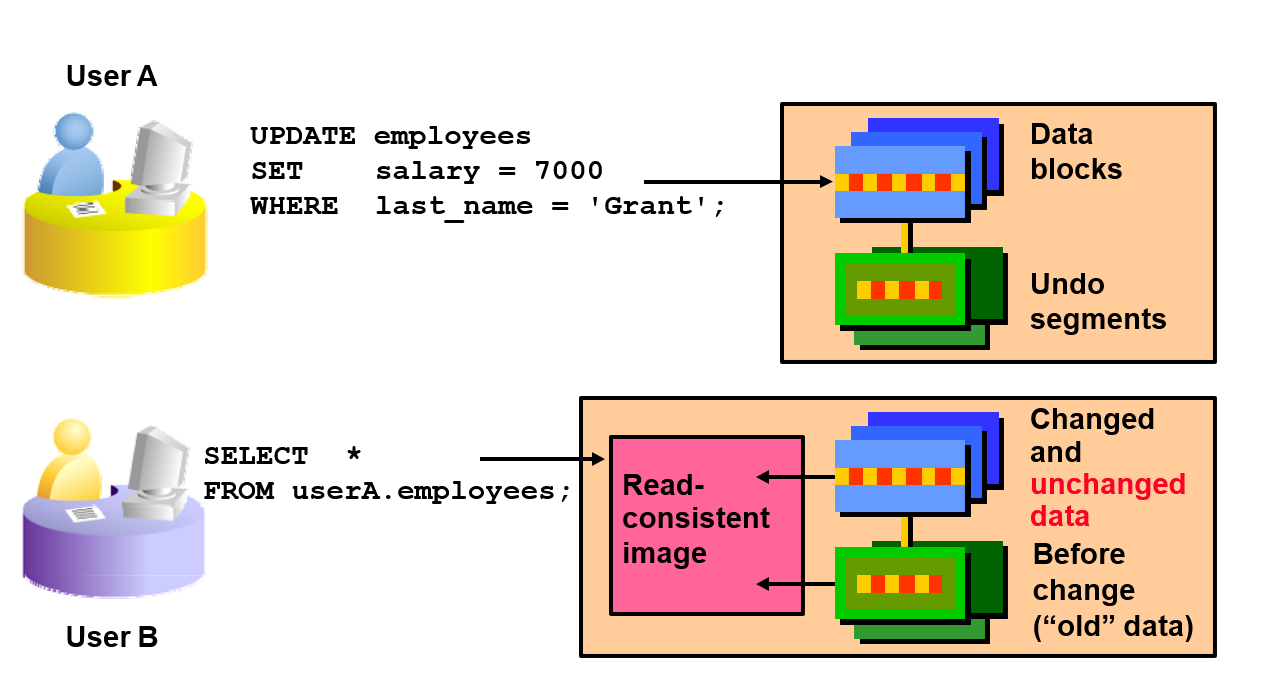 User A
UPDATE employees
SET    salary = 7000
WHERE  last_name = 'Grant';
Data
blocks
Undo
segments
User B
SELECT  *
FROM userA.employees;
Read-
consistent
image
Changed
and
unchanged
data
Before
change
(“old” data)